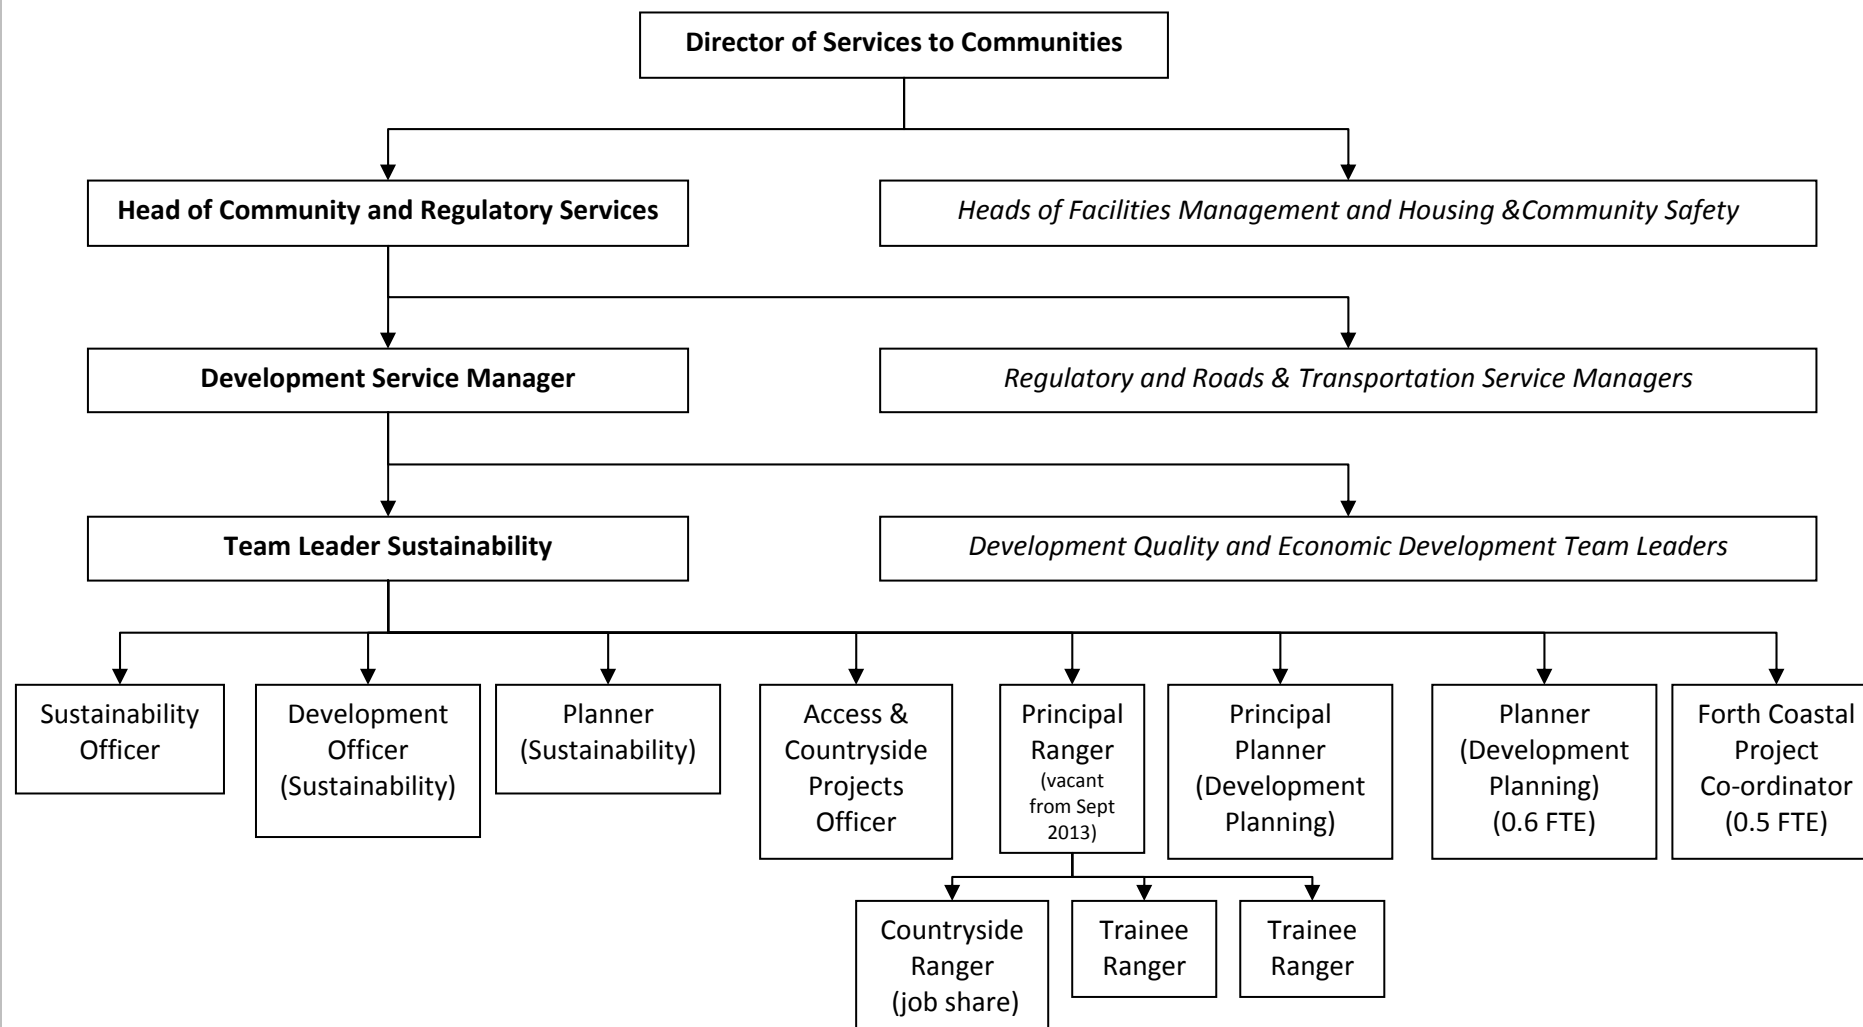 Director of Services to Communities
Head of Community and Regulatory Services
Heads of Facilities Management and Housing &Community Safety
Development Service Manager
Regulatory and Roads & Transportation Service Managers
Team Leader Sustainability
Development Quality and Economic Development Team Leaders
Sustainability
Officer
Development
Officer
(Sustainability)
Planner
(Sustainability)
Access &
Countryside
Projects
Officer
Principal
Ranger
(vacant
from Sept
2013)
Principal
Planner
(Development
Planning)
Planner
(Development
Planning)
(0.6 FTE)
Forth Coastal
Project
Co-ordinator
(0.5 FTE)
Countryside
Ranger
(job share)
Trainee
Ranger
Trainee
Ranger